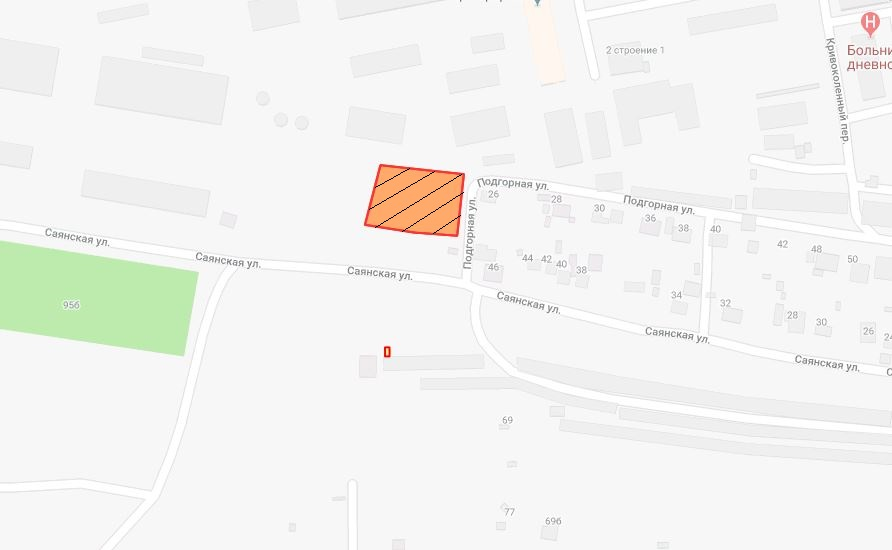 2 строение 1
H
Больни
дневно
Кривоколенный пер.
Подгорная ул.
26
28
30
Подгорная ул.
36
38
40
42
48
50
Подгорная ул.
46
44
42
40
38
34
32
28
30
26
24
Саянская ул.
Саянская ул.
Саянская ул.
Саянская ул.
Саянская ул.
Саянская ул.
С
956
69
77
696